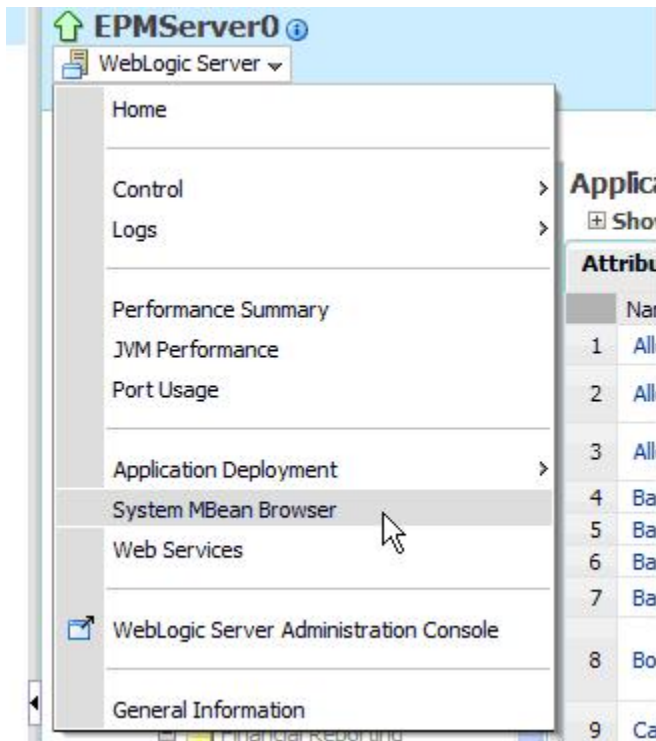 EPMServer0
WebLogic Server
Home
Control
Logs
Performance Summary
JVM Performance
Port Usage
Application Deployment
System MBean Browser
Web Services
WebLogic Server Administration Console
General Information
Financial Reporting
Applica
Show
Attribu
Nar
1 All
2 All
3 All
4 Ba
5 Ba
6 Ba
7 Ba
8 Bo
9 Ca